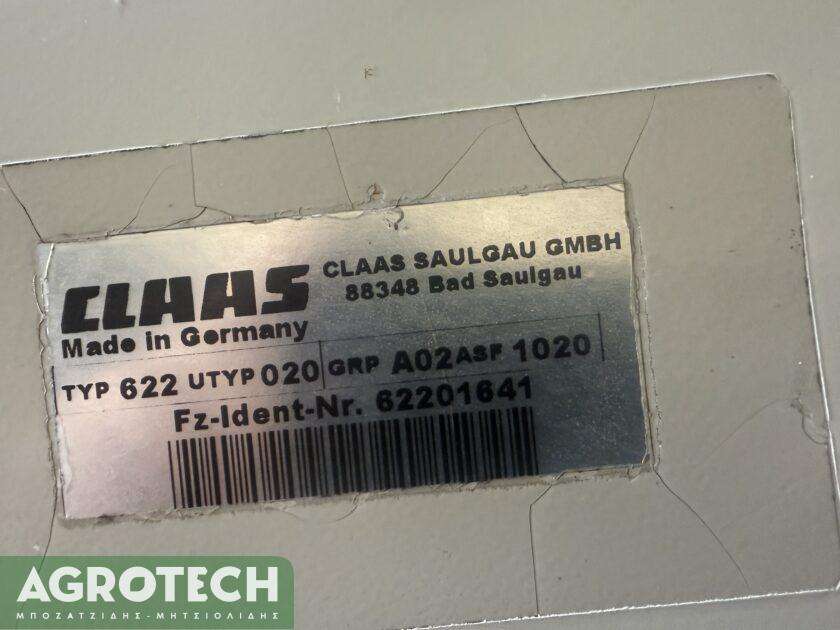 CLAAS
CLAAS SAULGAU GMBH
88348 Bad Saulgau
Made in Germany
TYP 622 UTYP 020 GRP A02 ASF 1020
Fz-Ident-Nr. 62201641
AGROTECH
ΜΠΟΖΑΤΖΙΔΗΣ-ΜΗΤΣΙΟΛΙΔΗΣ